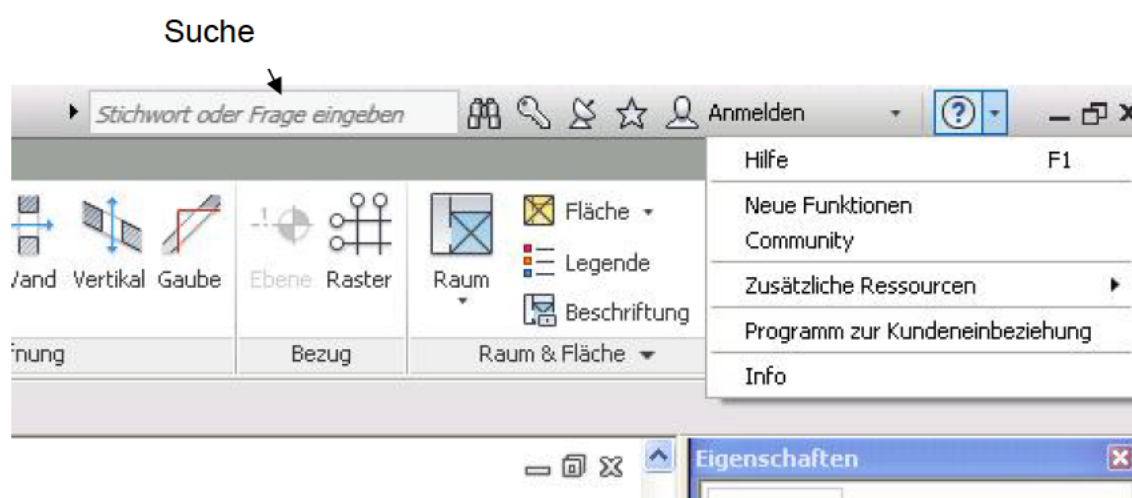 Suche
Stichwort oder Frage eingeben
Anmelden
Hilfe F1
Neue Funktionen
Community
Zusätzliche Ressourcen
Programm zur Kundeneinbeziehung
Info
Vertikal Gaube
Ebene Raster
Raum
Fläche
Legende
Beschriftung
Bezug
Raum & Fläche
Eigenschaften